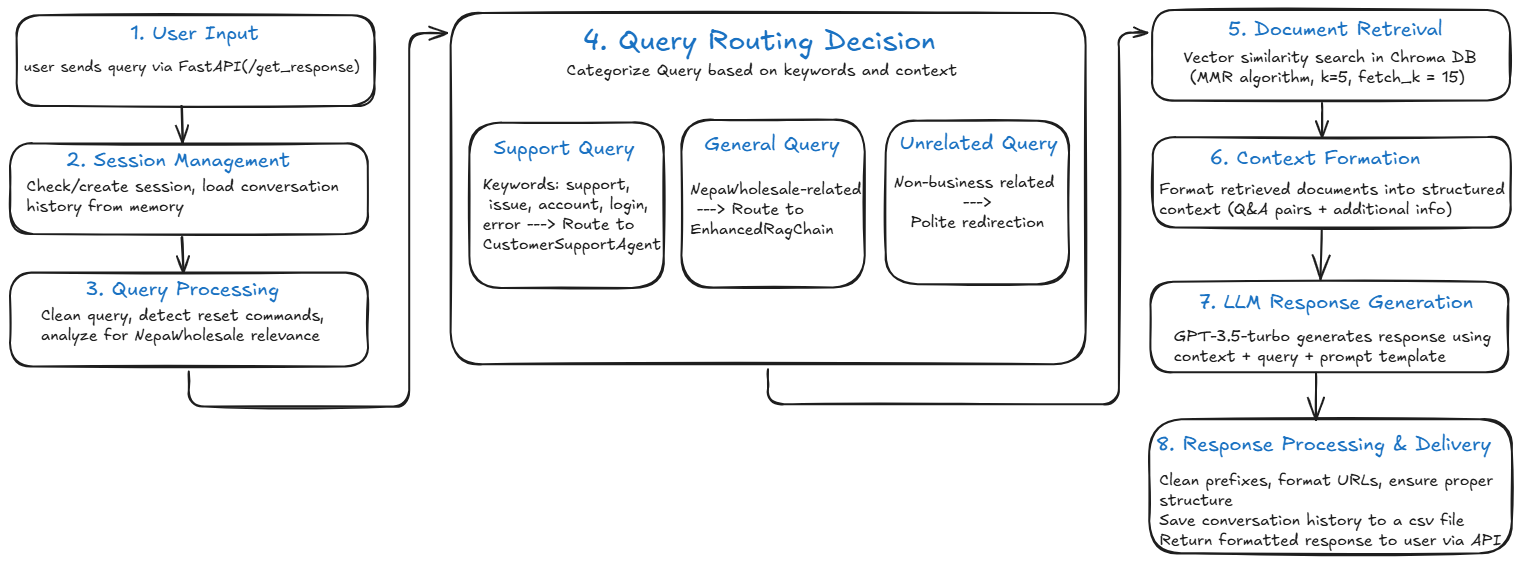 1. User Input
user sends query via FastAPI(/get_response)
2. Session Management
Check/create session, load conversation
history from memory
3. Query Processing
Clean query, detect reset commands,
analyze for NepaWholesale relevance
4. Query Routing Decision
Categorize Query based on keywords and context
Support Query
Keywords: support,
issue, account, login,
error ---> Route to
CustomerSupportAgent
General Query
NepaWholesale-related
---> Route to
EnhancedRagChain
Unrelated Query
Non-business related
--->
Polite redirection
5. Document Retreival
Vector similarity search in Chroma DB
(MMR algorithm, k=5, fetch_k = 15)
6. Context Formation
Format retrieved documents into structured
context (Q&A pairs + additional info)
7. LLM Response Generation
GPT-3.5-turbo generates response using
context + query + prompt template
8. Response Processing & Delivery
Clean prefixes, format URLs, ensure proper
structure
Save conversation history to a csv file
Return formatted response to user via API